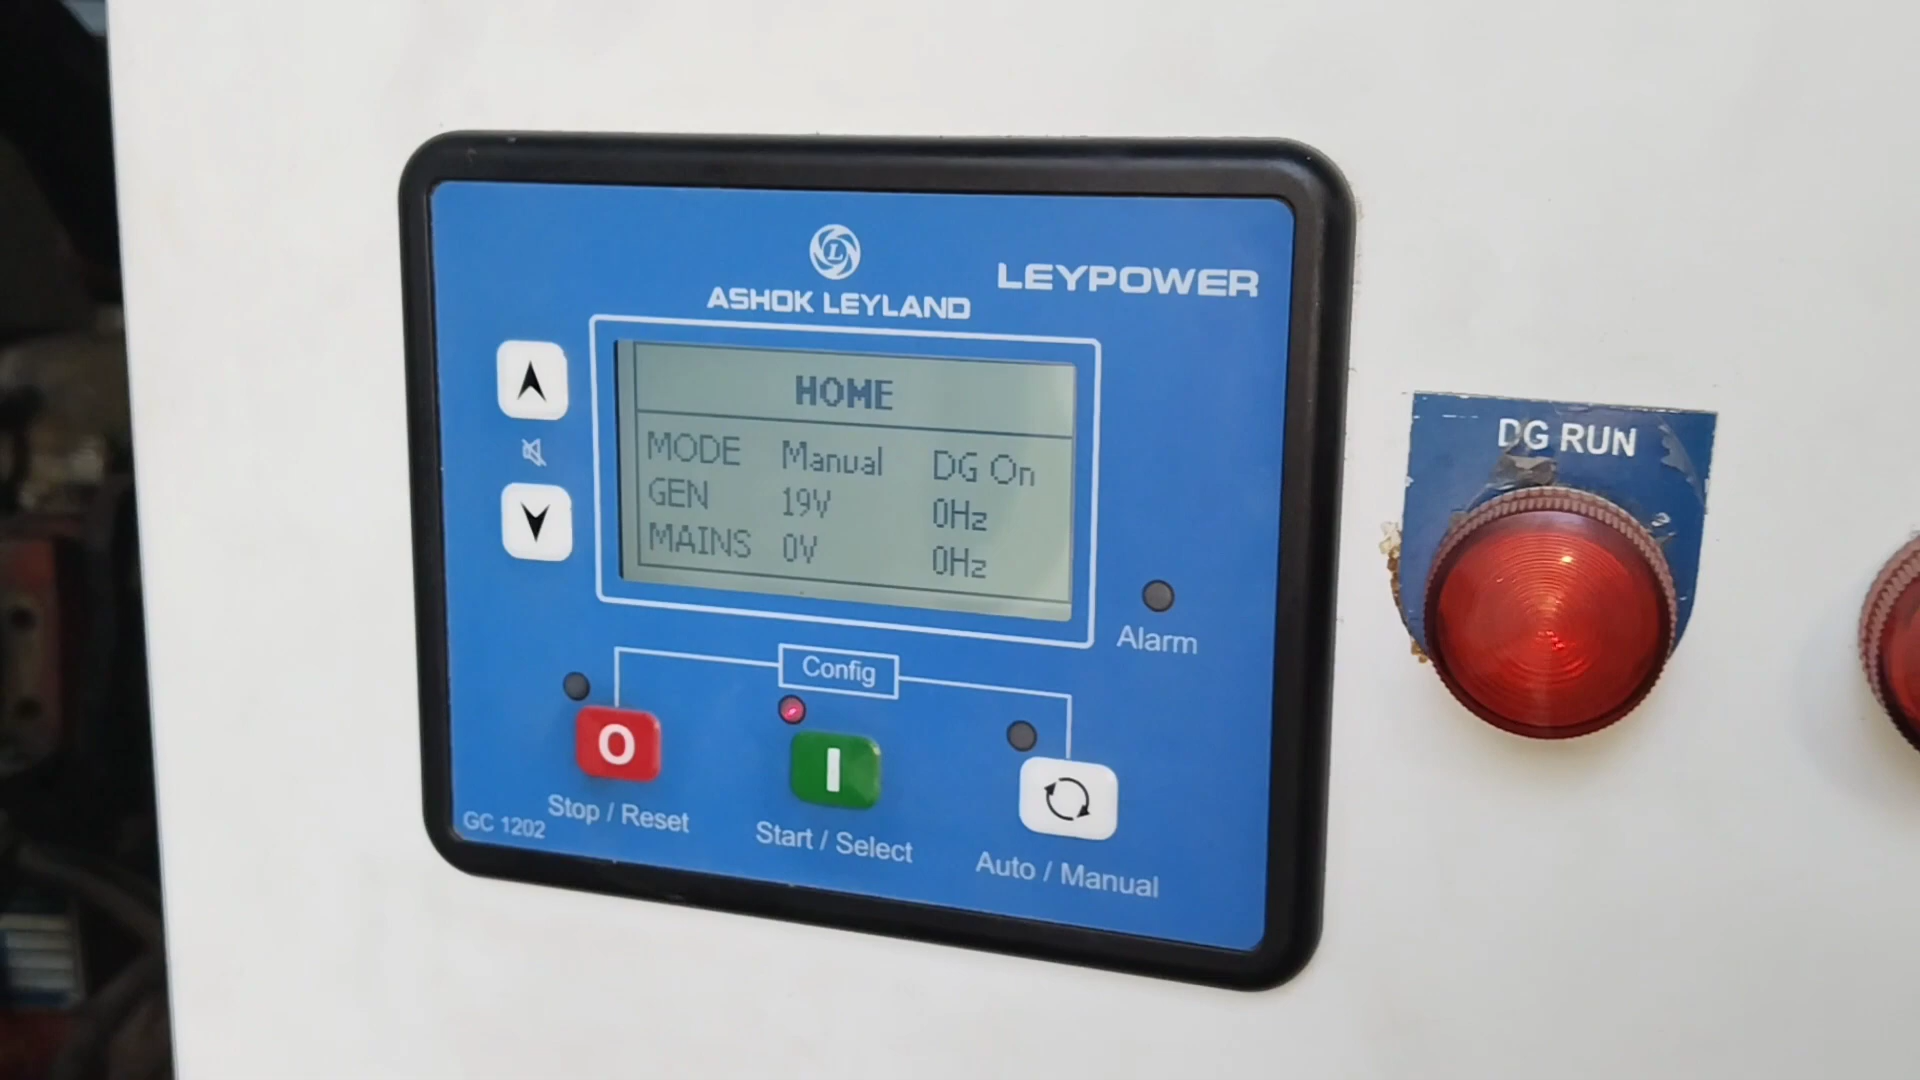 L
ASHOK LEYLAND
LEYPOWER
HOME
MODE Manual DG On
GEN 19V 0Hz
MAINS 0V 0Hz
Alarm
Config
O
I
Stop / Reset
Start / Select
Auto / Manual
GC 1202
DG RUN